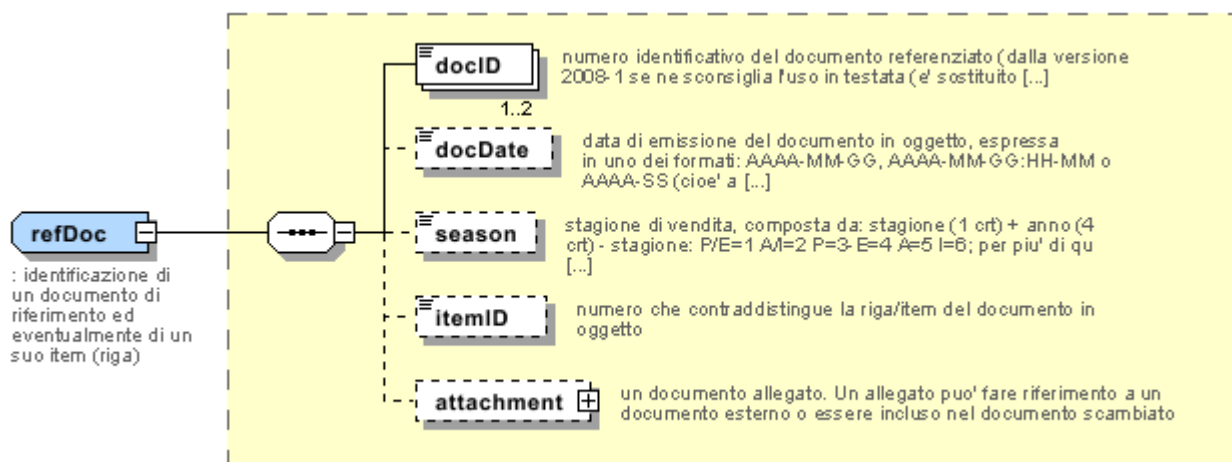 docID
numero identificativo del documento referenziato (dalla versione
2008-1 se ne sconsiglia l'uso in testata (e' sostituito [...]
1..2
docDate
data di emissione del documento in oggetto, espressa
in uno dei formati: AAAA-MM-GG, AAAA-MM-GG:HH-MM o
AAAA-SS (cioe' a [...]
refDoc
: identificazione di
un documento di
riferimento ed
eventualmente di un
suo item (riga)
season
stagione di vendita, composta da: stagione (1 crt) + anno (4
crt) - stagione: P/E=1 A/I=2 P=3- E=4 A=5 I=6; per piu' di qu
[...]
itemID
numero che contraddistingue la riga/item del documento in
oggetto
attachment
un documento allegato. Un allegato puo' fare riferimento a un
documento esterno o essere incluso nel documento scambiato